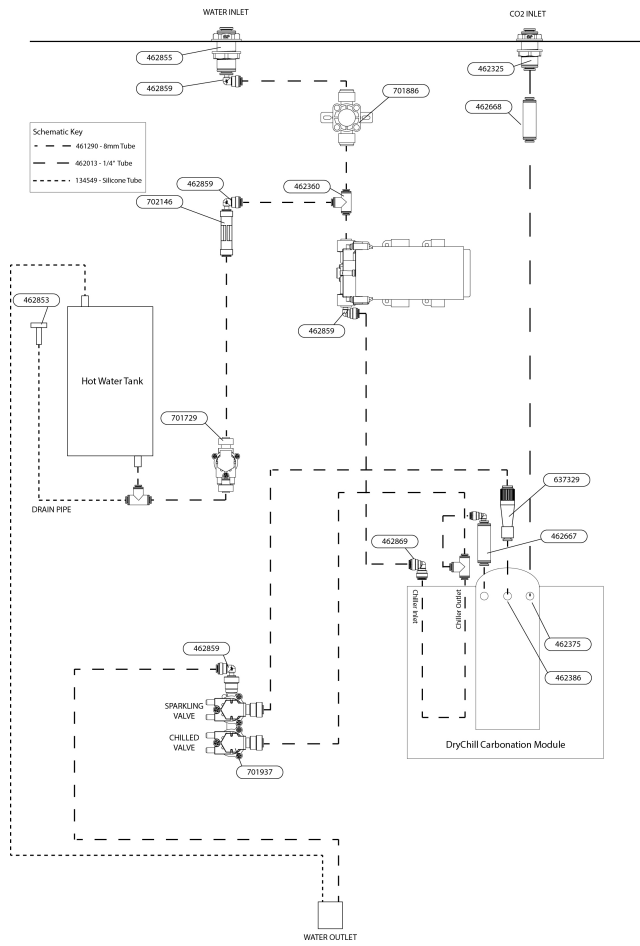 WATER INLET
CO2 INLET
462855
462325
462859
701886
462668
Schematic Key
461290 - 8mm Tube
462013 - 1/4" Tube
134549 - Silicone Tube
462859
462360
702146
462853
462859
Hot Water Tank
701729
DRAIN PIPE
637329
462667
462869
Chiller Inlet
Chiller Outlet
462859
462375
462386
SPARKLING
VALVE
CHILLED
VALVE
DryChill Carbonation Module
701937
WATER OUTLET